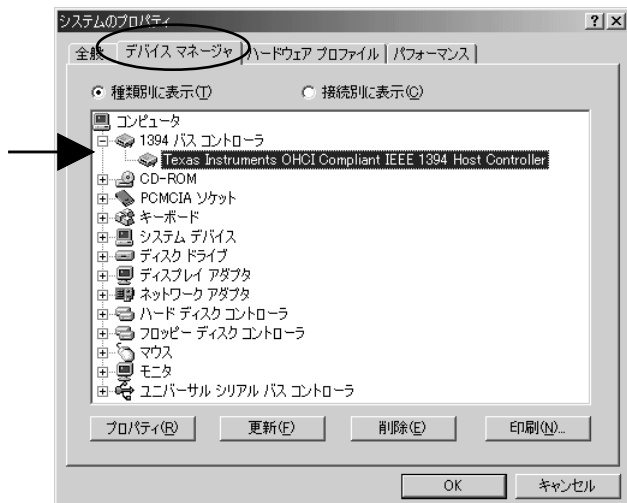 システムのプロパティ
全般 デバイス マネージャ ハードウェア プロファイル パフォーマンス
種類別に表示(T) 接続別に表示(C)
コンピュータ
1394 バス コントローラ
Texas Instruments OHCI Compliant IEEE 1394 Host Controller
CD-ROM
PCMCIA ソケット
キーボード
システム デバイス
ディスク ドライブ
ディスプレイ アダプタ
ネットワーク アダプタ
ハード ディスク コントローラ
フロッピー ディスク コントローラ
マウス
モニタ
ユニバーサル シリアル バス コントローラ
プロパティ(R) 更新(F) 削除(E) 印刷(N)...
OK キャンセル